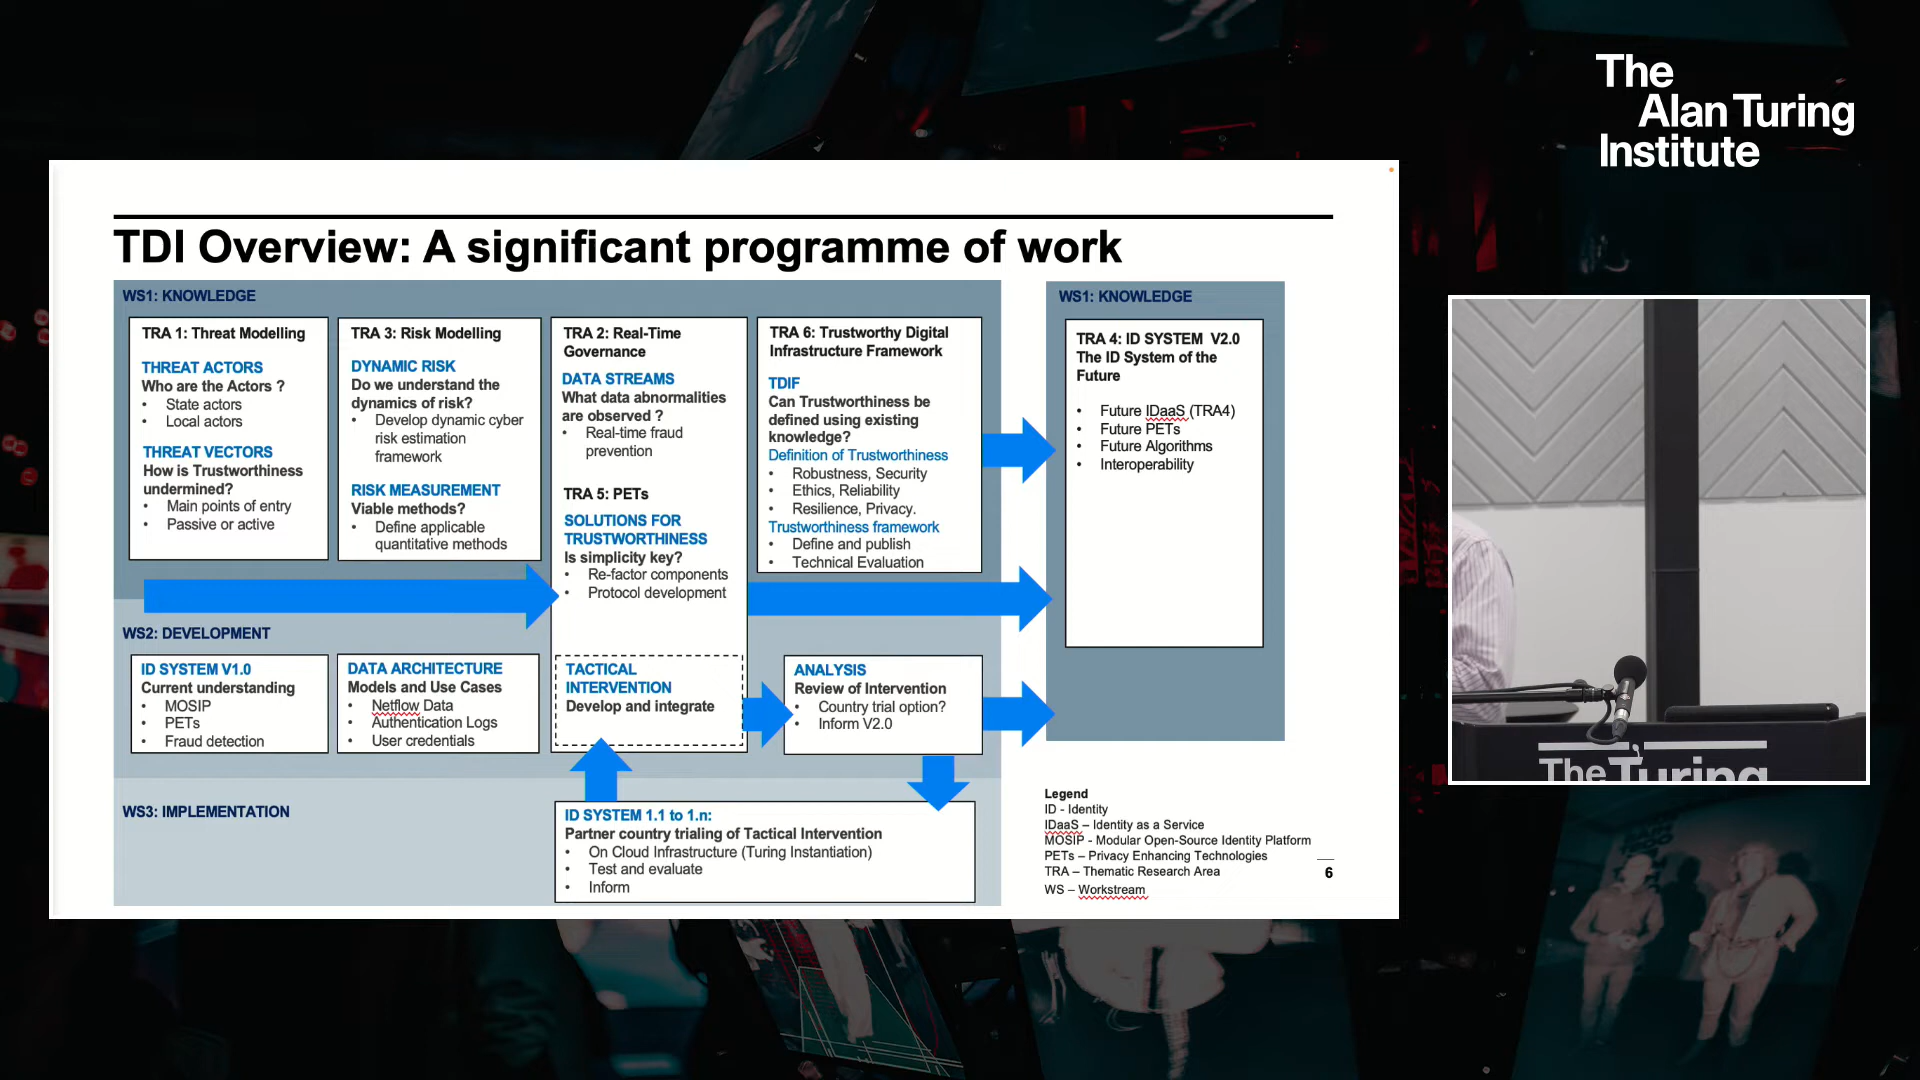 The
Alan Turing
Institute
TDI Overview: A significant programme of work
WS1: KNOWLEDGE
TRA 1: Threat Modelling
THREAT ACTORS
Who are the Actors ?
• State actors
• Local actors
THREAT VECTORS
How is Trustworthiness
undermined?
• Main points of entry
• Passive or active
TRA 3: Risk Modelling
DYNAMIC RISK
Do we understand the
dynamics of risk?
• Develop dynamic cyber
risk estimation
framework
RISK MEASUREMENT
Viable methods?
• Define applicable
quantitative methods
TRA 2: Real-Time
Governance
DATA STREAMS
What data abnormalities
are observed ?
• Real-time fraud
prevention
TRA 5: PETs
SOLUTIONS FOR
TRUSTWORTHINESS
Is simplicity key?
• Re-factor components
• Protocol development
TRA 6: Trustworthy Digital
Infrastructure Framework
TDIF
Can Trustworthiness be
defined using existing
knowledge?
Definition of Trustworthiness
• Robustness, Security
• Ethics, Reliability
• Resilience, Privacy.
Trustworthiness framework
• Define and publish
• Technical Evaluation
WS1: KNOWLEDGE
TRA 4: ID SYSTEM V2.0
The ID System of the
Future
• Future IDaaS (TRA4)
• Future PETs
• Future Algorithms
• Interoperability
WS2: DEVELOPMENT
ID SYSTEM V1.0
Current understanding
• MOSIP
• PETs
• Fraud detection
DATA ARCHITECTURE
Models and Use Cases
• Netflow Data
• Authentication Logs
• User credentials
TACTICAL
INTERVENTION
Develop and integrate
ANALYSIS
Review of Intervention
• Country trial option?
• Inform V2.0
WS3: IMPLEMENTATION
ID SYSTEM 1.1 to 1.n:
Partner country trialing of Tactical Intervention
• On Cloud Infrastructure (Turing Instantiation)
• Test and evaluate
• Inform
Legend
ID - Identity
IDaaS – Identity as a Service
MOSIP - Modular Open-Source Identity Platform
PETs – Privacy Enhancing Technologies
TRA – Thematic Research Area
WS – Workstream
6
The Turing